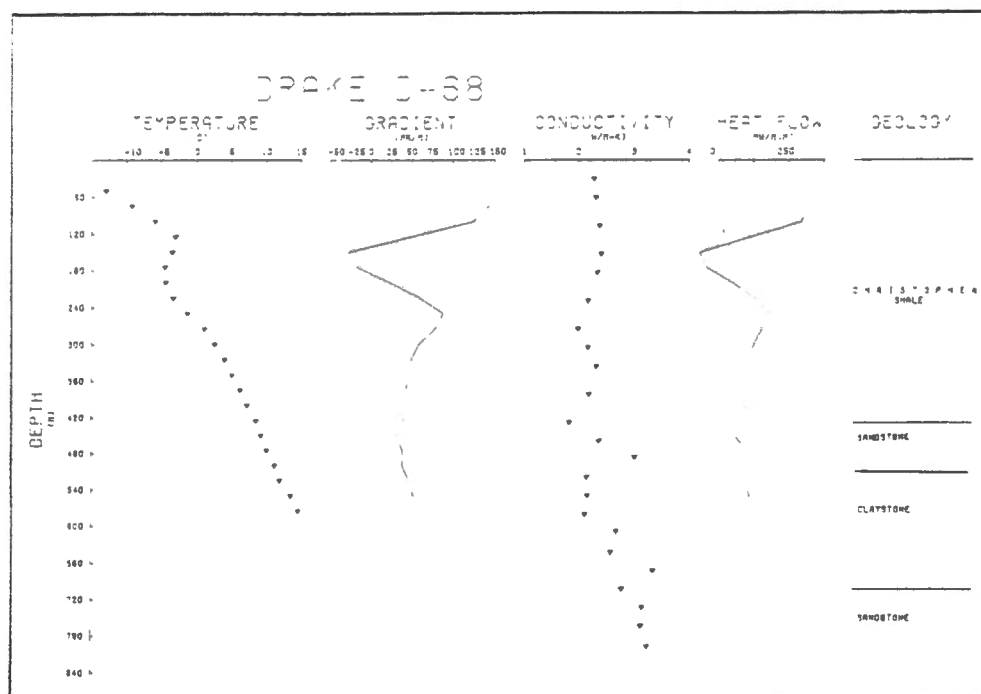 DRAKE D-68
TEMPERATURE GRADIENT CONDUCTIVITY HEAT FLOW GEOLOGY
(MK/M) (W/M-K)
-10 -5 0 5 10 15 -50 -25 0 25 50 75 100 125 150 1 2 3 4 0 250
60
120
180
240
300
360
420
480
540
600
660
720
780
840
DEPTH
(M)
CHRISTOPHER
SHALE
SANDSTONE
CLAYSTONE
SANDSTONE